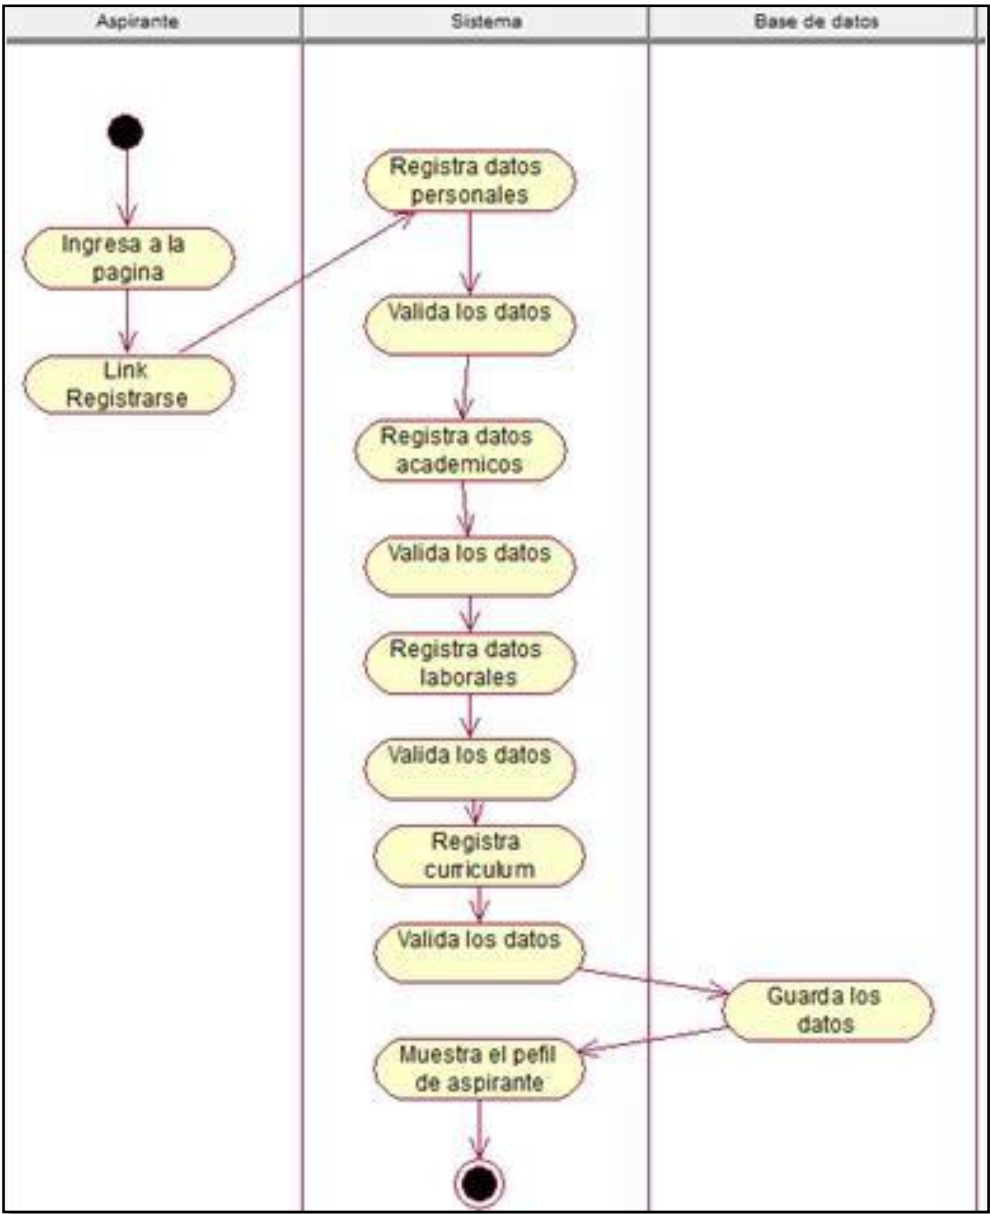 Aspirante
Sistema
Base de datos
Ingresa a la
pagina
Link
Registrarse
Registra datos
personales
Valida los datos
Registra datos
academicos
Valida los datos
Registra datos
laborales
Valida los datos
Registra
curriculum
Valida los datos
Guarda los
datos
Muestra el pefil
de aspirante